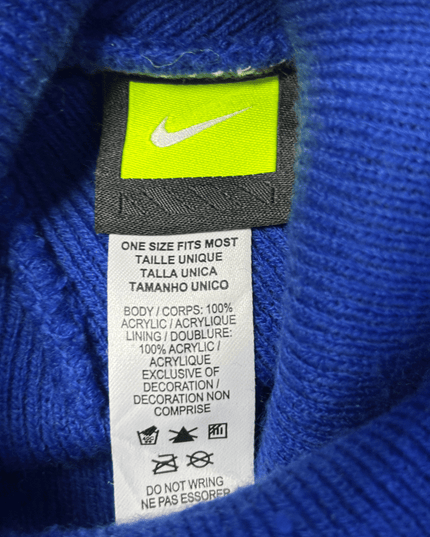 ONE SIZE FITS MOST
TAILLE UNIQUE
TALLA UNICA
TAMANHO UNICO
BODY / CORPS: 100%
ACRYLIC / ACRYLIQUE
LINING / DOUBLURE:
100% ACRYLIC /
ACRYLIQUE
EXCLUSIVE OF
DECORATION /
DECORATION NON
COMPRISE
DO NOT WRING
NE PAS ESSORER